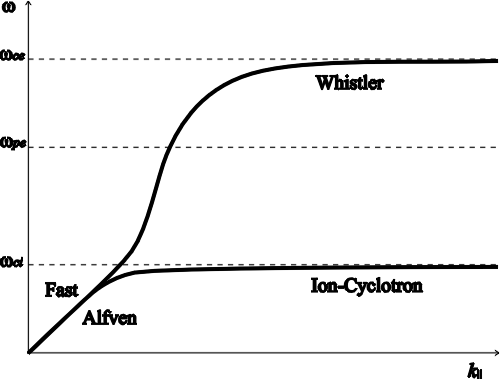 ω
ωce
Whistler
ωpe
ωci
Fast
Ion-Cyclotron
Alfven
k||